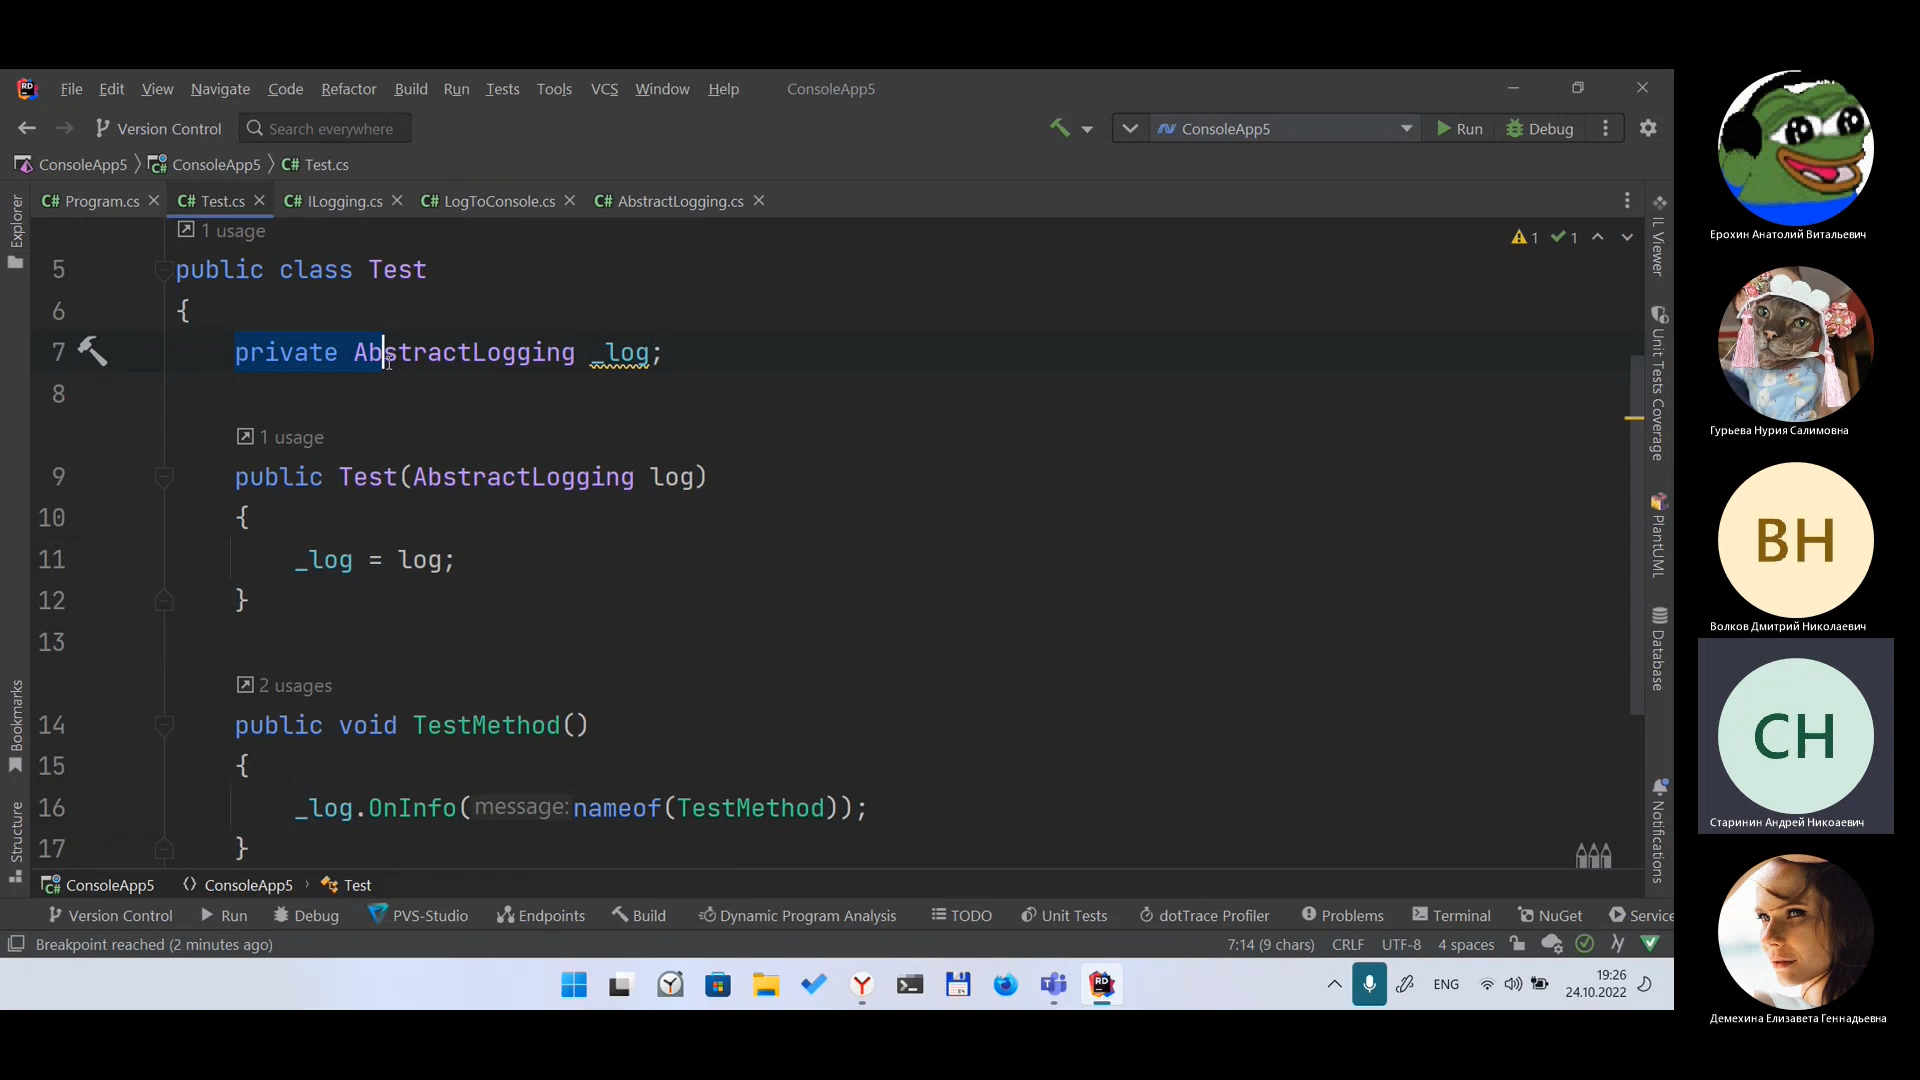 File Edit View Navigate Code Refactor Build Run Tests Tools VCS Window Help ConsoleApp5
Version Control Search everywhere ConsoleApp5 Run Debug
ConsoleApp5 ConsoleApp5 C# Test.cs
C# Program.cs C# Test.cs C# ILogging.cs C# LogToConsole.cs C# AbstractLogging.cs
1 usage
1 1
5 public class Test
6 {
7 private AbstractLogging _log;
8
1 usage
9 public Test(AbstractLogging log)
10 {
11 _log = log;
12 }
13
2 usages
14 public void TestMethod()
15 {
16 _log.OnInfo(message: nameof(TestMethod));
17 }
ConsoleApp5 ConsoleApp5 Test
Version Control Run Debug PVS-Studio Endpoints Build Dynamic Program Analysis TODO Unit Tests dotTrace Profiler Problems Terminal NuGet Service
Breakpoint reached (2 minutes ago) 7:14 (9 chars) CRLF UTF-8 4 spaces
Explorer
Bookmarks
Structure
IL Viewer
Unit Tests Coverage
PlantUML
Database
Notifications
ENG
19:26
24.10.2022
Ерохин Анатолий Витальевич
Гурьева Нурия Салимовна
ВН
Волков Дмитрий Николаевич
СН
Старинин Андрей Никоаевич
Демехина Елизавета Геннадьевна